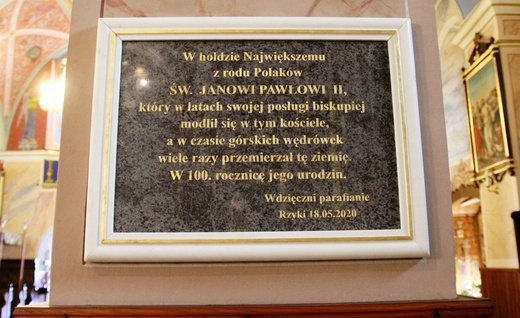 W hołdzie Największemu
z rodu Polaków
ŚW. JANOWI PAWŁOWI II,
który w latach swojej posługi biskupiej
modlił się w tym kościele,
a w czasie górskich wędrówek
wiele razy przemierzał tę ziemię.
W 100. rocznicę jego urodzin.
Wdzięczni parafianie
Rzyki 18.05.2020